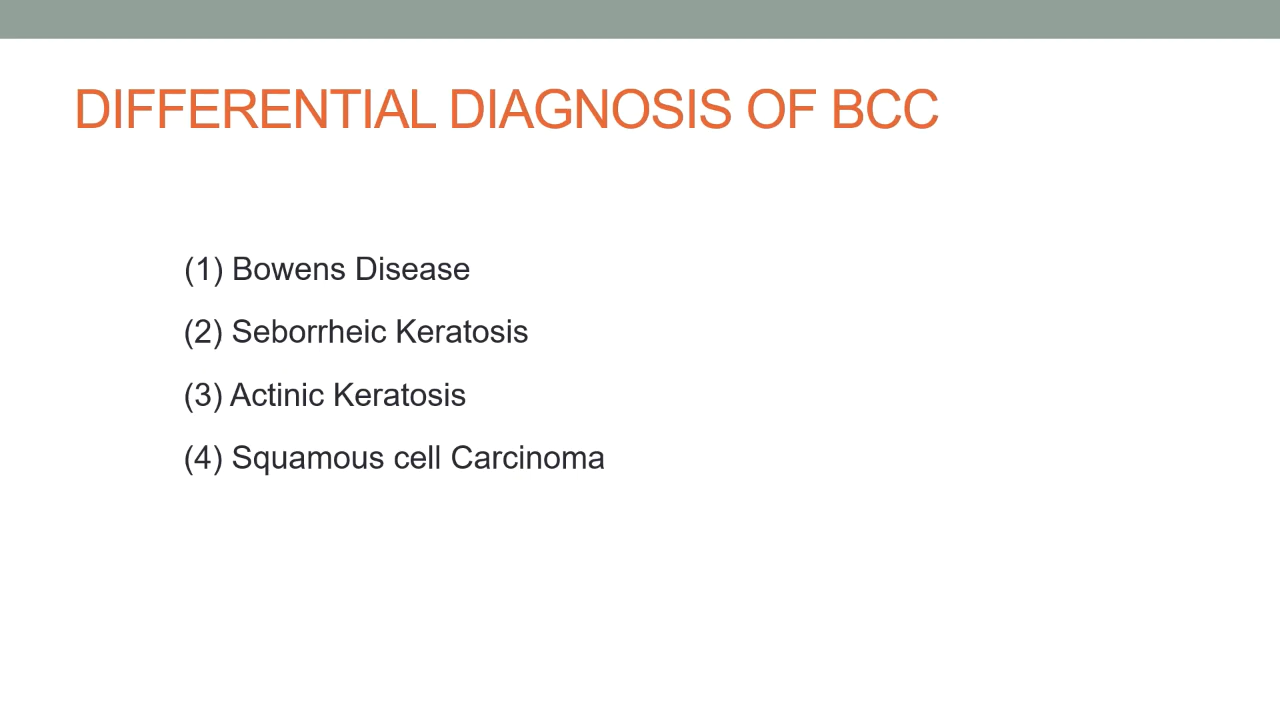 DIFFERENTIAL DIAGNOSIS OF BCC
(1) Bowens Disease
(2) Seborrheic Keratosis
(3) Actinic Keratosis
(4) Squamous cell Carcinoma